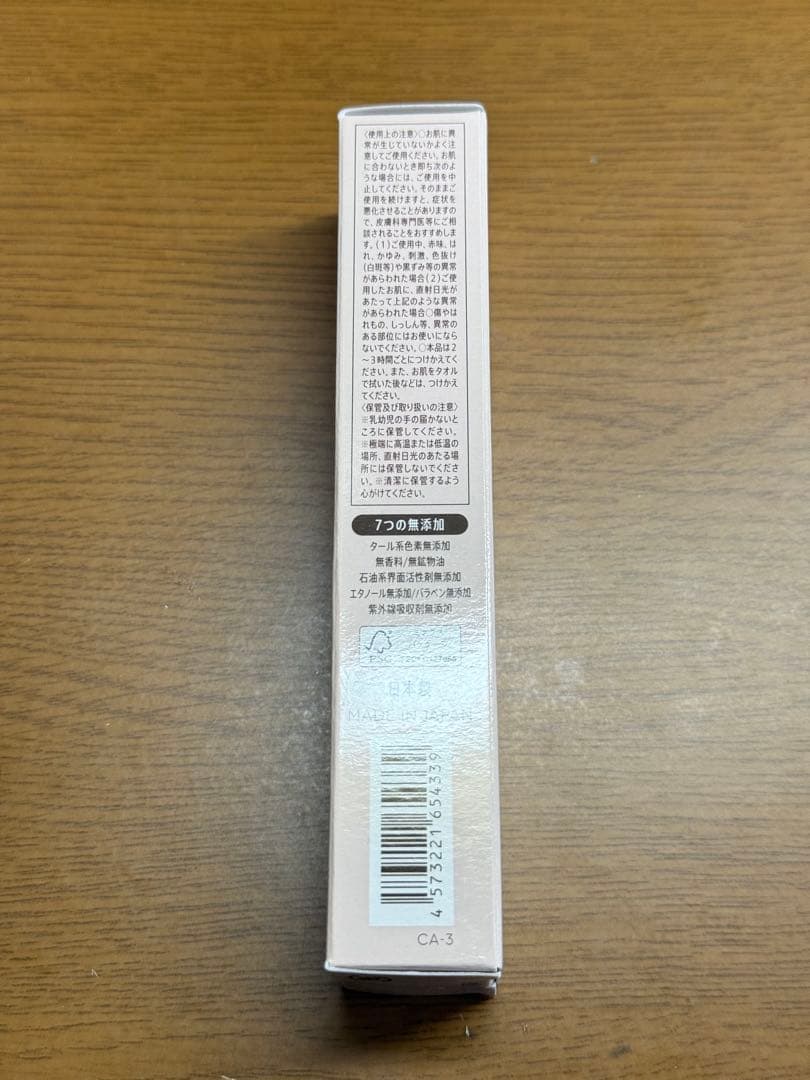 〈使用上の注意〉○お肌に異
常が生じていないかよく注
意してご使用ください。お肌
に合わないとき即ち次のよ
うな場合には、ご使用を中
止してください。そのままご
使用を続けますと、症状を
悪化させることがありますの
で、皮膚科専門医等にご相
談されることをおすすめしま
す。(1)ご使用中、赤味、は
れ、かゆみ、刺激、色抜け
(白斑等)や黒ずみ等の異常
があらわれた場合(2)ご使
用したお肌に、直射日光が
あたって上記のような異常
があらわれた場合○傷やは
れもの、しっしん等、異常の
ある部位にはお使いになら
ないでください。○本品は2
〜3時間ごとにつけかえてく
ださい。また、お肌をタオル
で拭いた後などは、つけかえ
てください。
〈保管及び取り扱いの注意〉
※乳幼児の手の届かないと
ころに保管してください。
※極端に高温または低温の
場所、直射日光のあたる場
所には保管しないでくださ
い。※清潔に保管するよう
心がけてください。
7つの無添加
タール系色素無添加
無香料/無鉱物油
石油系界面活性剤無添加
エタノール無添加/パラベン無添加
紫外線吸収剤無添加
FSC
日本製
MADE IN JAPAN
4 573221 654339
CA-3